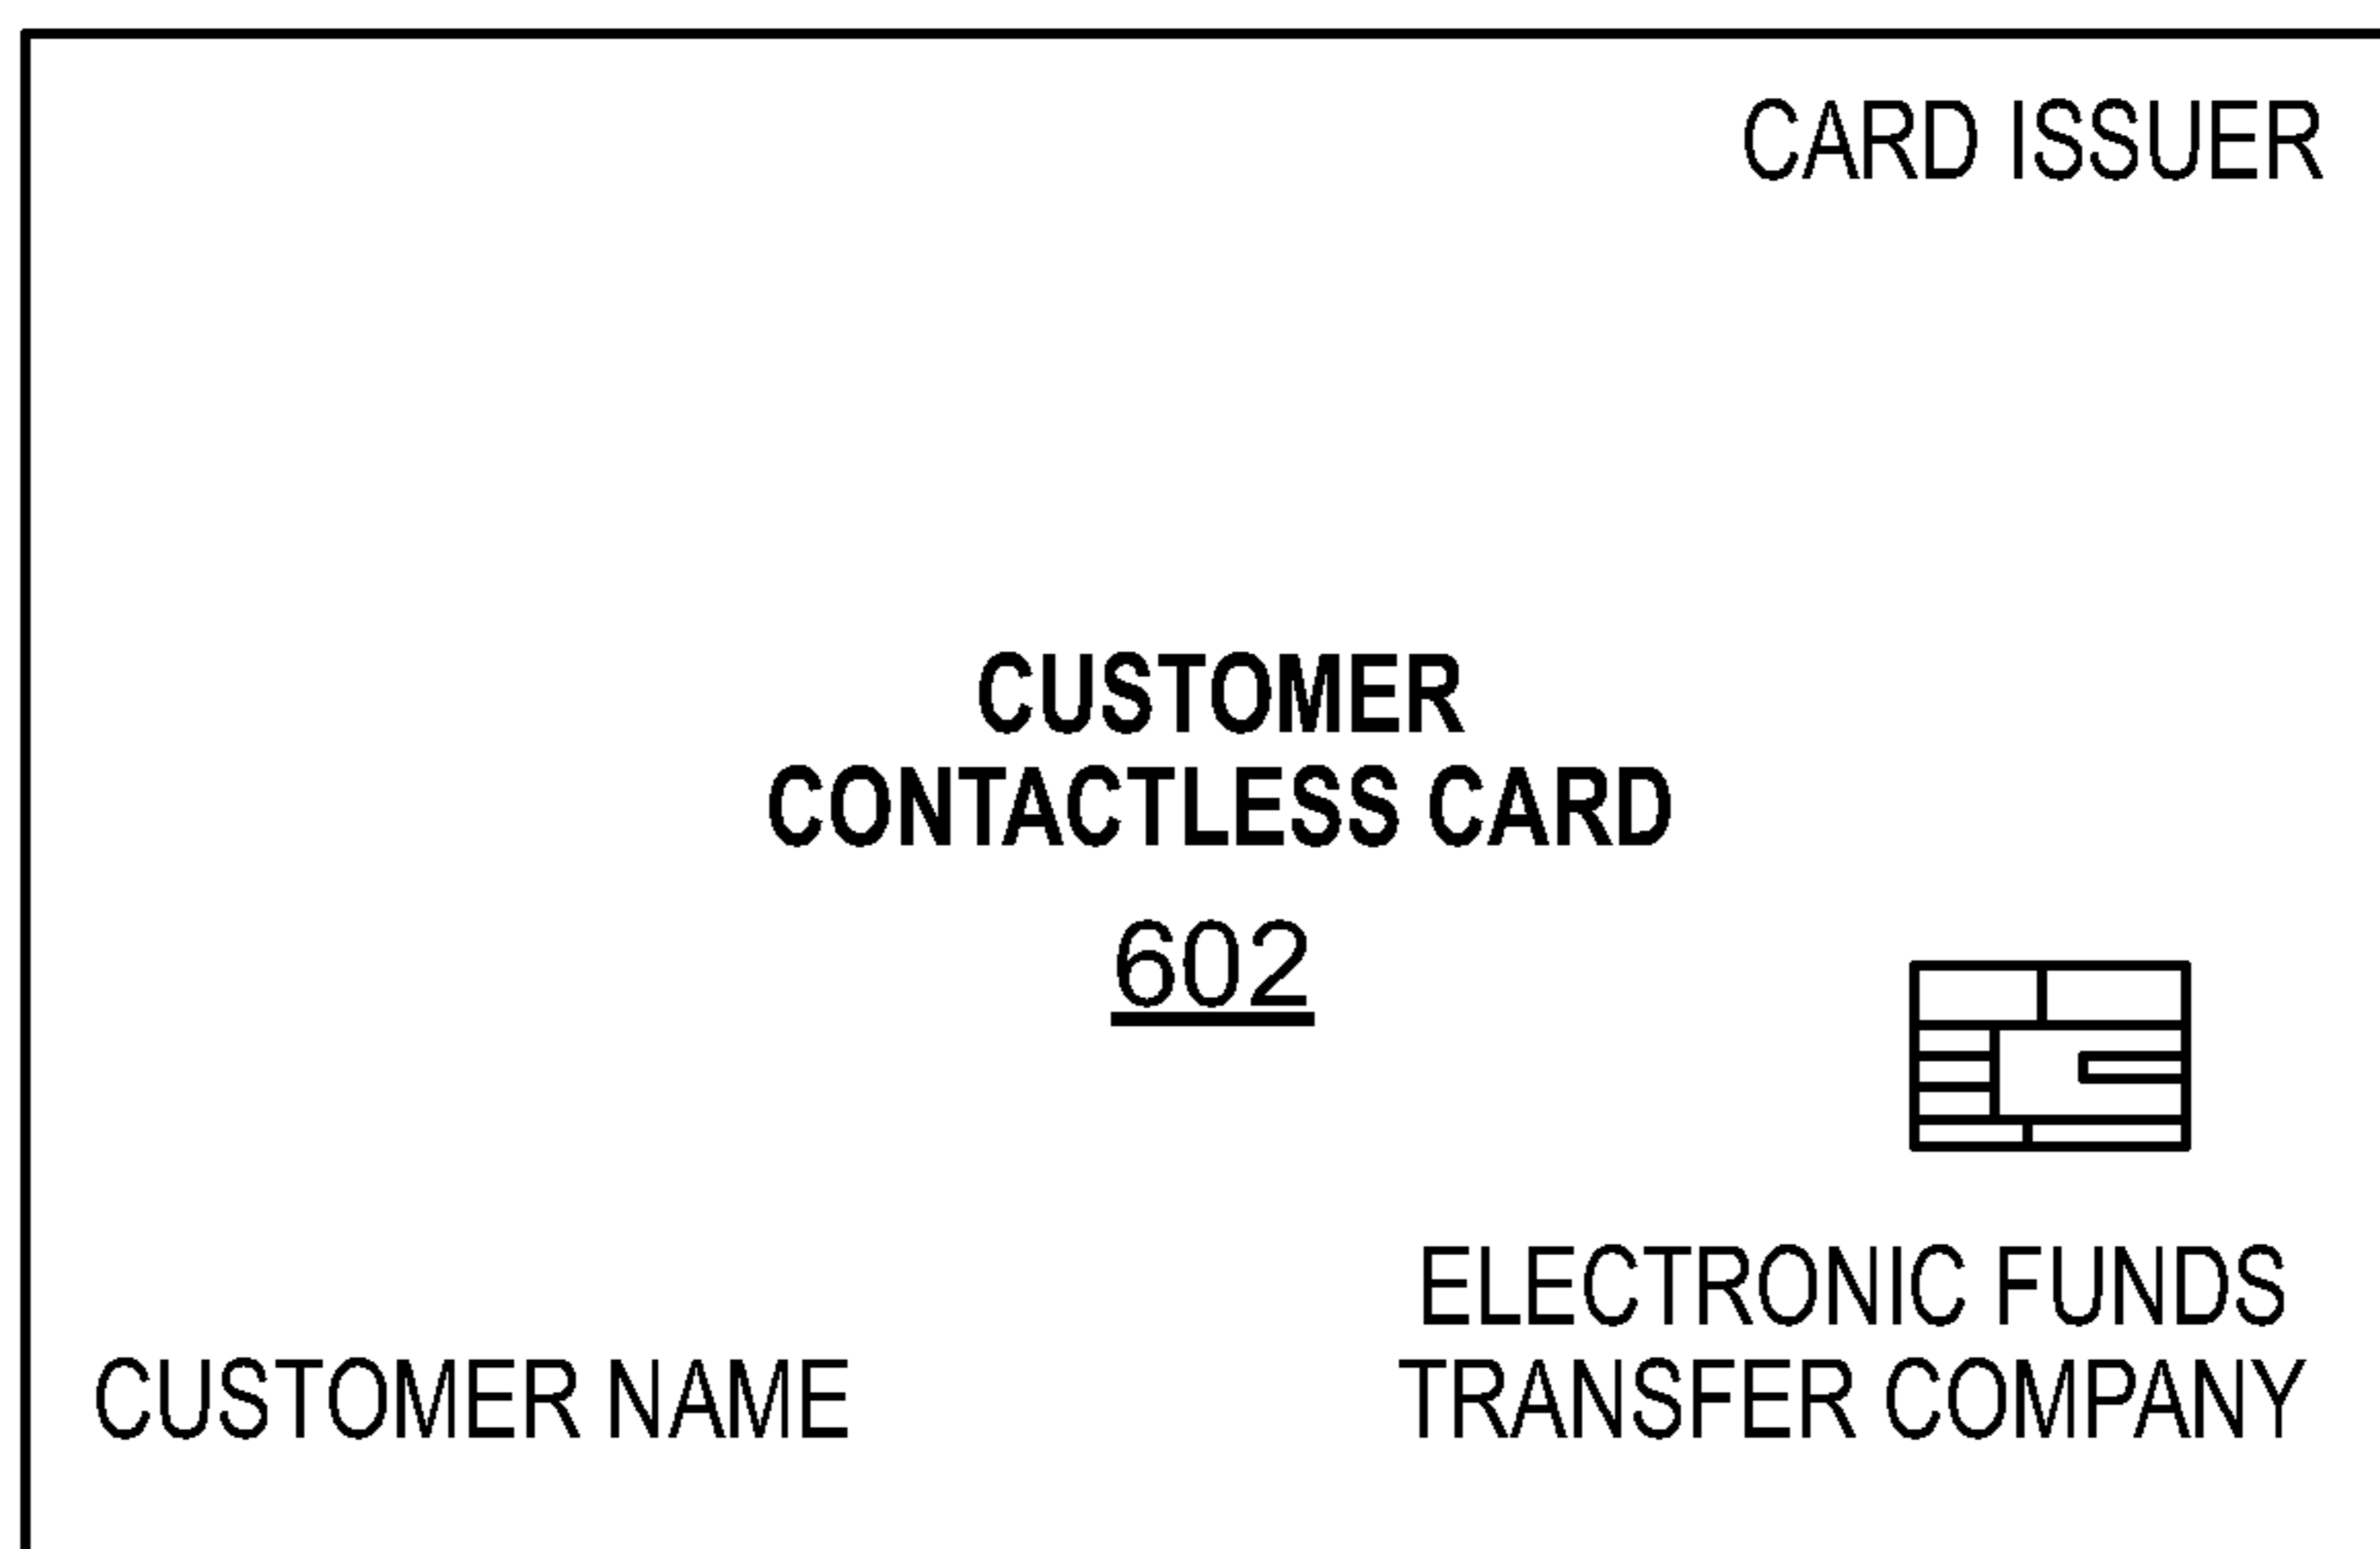 CARD ISSUER
CUSTOMER
CONTACTLESS CARD
602
ELECTRONIC FUNDS
TRANSFER COMPANY
CUSTOMER NAME